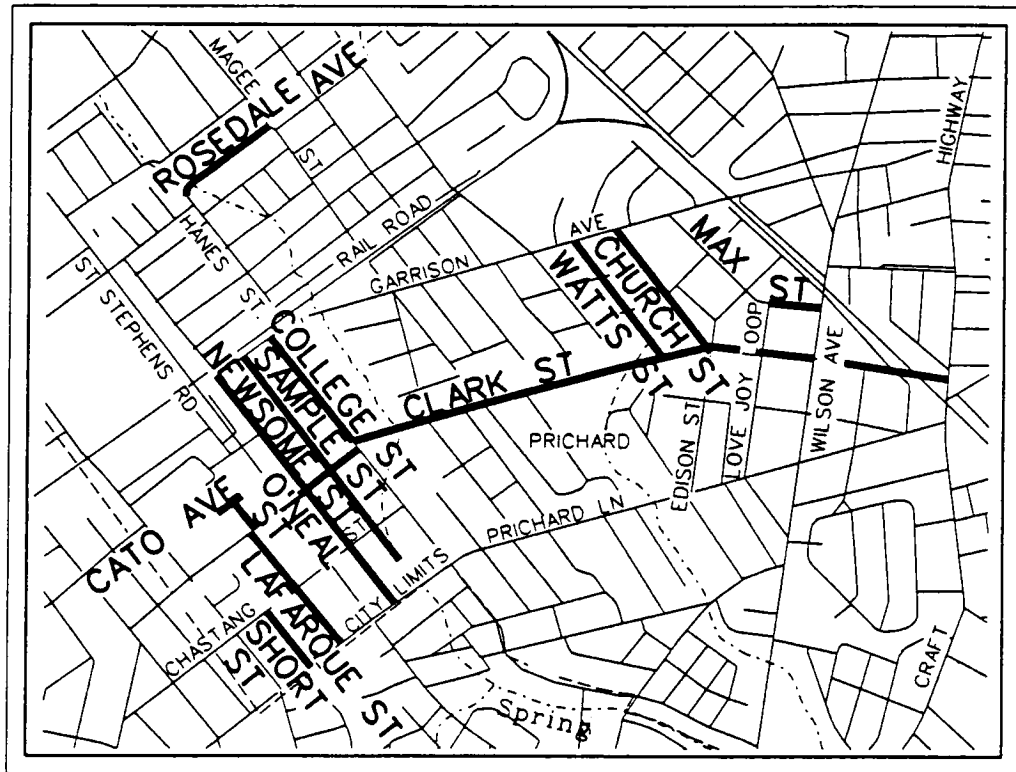 MAGEE
ROSEDALE AVE
ST
HIGHWAY
HANES
ST
RAIL ROAD
AVE
GARRISON
MAX
ST
CHURCH
ST
WATTS
ST
ST STEPHENS RD
COLLEGE
ST
SAMPLE
ST
NEWSOME
ST
CLARK ST
LOVE JOY LOOP
WILSON AVE
EDISON ST
PRICHARD
O'NEAL
ST
CATO AVE
PRICHARD LN
CITY LIMITS
LAFARQUE ST
CHASTANG
ST
SHORT
CRAFT
Spring